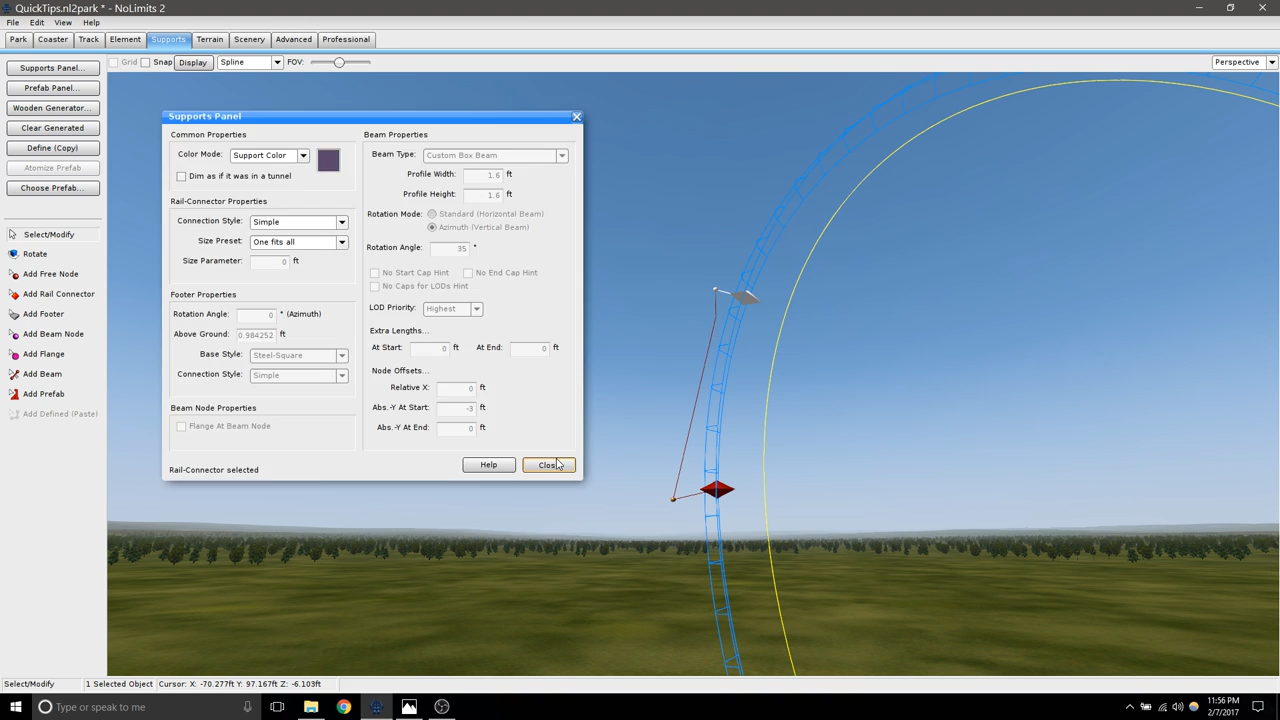 QuickTips.nl2park * - NoLimits 2
File Edit View Help
Park Coaster Track Element Supports Terrain Scenery Advanced Professional
Grid Snap Display Spline FOV: Perspective
Supports Panel...
Prefab Panel...
Wooden Generator...
Clear Generated
Define (Copy)
Atomize Prefab
Choose Prefab...
Select/Modify
Rotate
Add Free Node
Add Rail Connector
Add Footer
Add Beam Node
Add Flange
Add Beam
Add Prefab
Add Defined (Paste)
Supports Panel
Common Properties
Color Mode: Support Color
Dim as if it was in a tunnel
Rail-Connector Properties
Connection Style: Simple
Size Preset: One fits all
Size Parameter: 0 ft
Footer Properties
Rotation Angle: 0 ° (Azimuth)
Above Ground: 0.984252 ft
Base Style: Steel-Square
Connection Style: Simple
Beam Node Properties
Flange At Beam Node
Rail-Connector selected
Beam Properties
Beam Type: Custom Box Beam
Profile Width: 1.6 ft
Profile Height: 1.6 ft
Rotation Mode: Standard (Horizontal Beam)
Azimuth (Vertical Beam)
Rotation Angle: 35 °
No Start Cap Hint No End Cap Hint
No Caps for LODs Hint
LOD Priority: Highest
Extra Lengths...
At Start: 0 ft At End: 0 ft
Node Offsets...
Relative X: 0 ft
Abs.-Y At Start: -3 ft
Abs.-Y At End: 0 ft
Help Close
Select/Modify 1 Selected Object Cursor: X: -70.277ft Y: 97.167ft Z: -6.103ft
Type here to speak to me
11:56 PM
2/7/2017